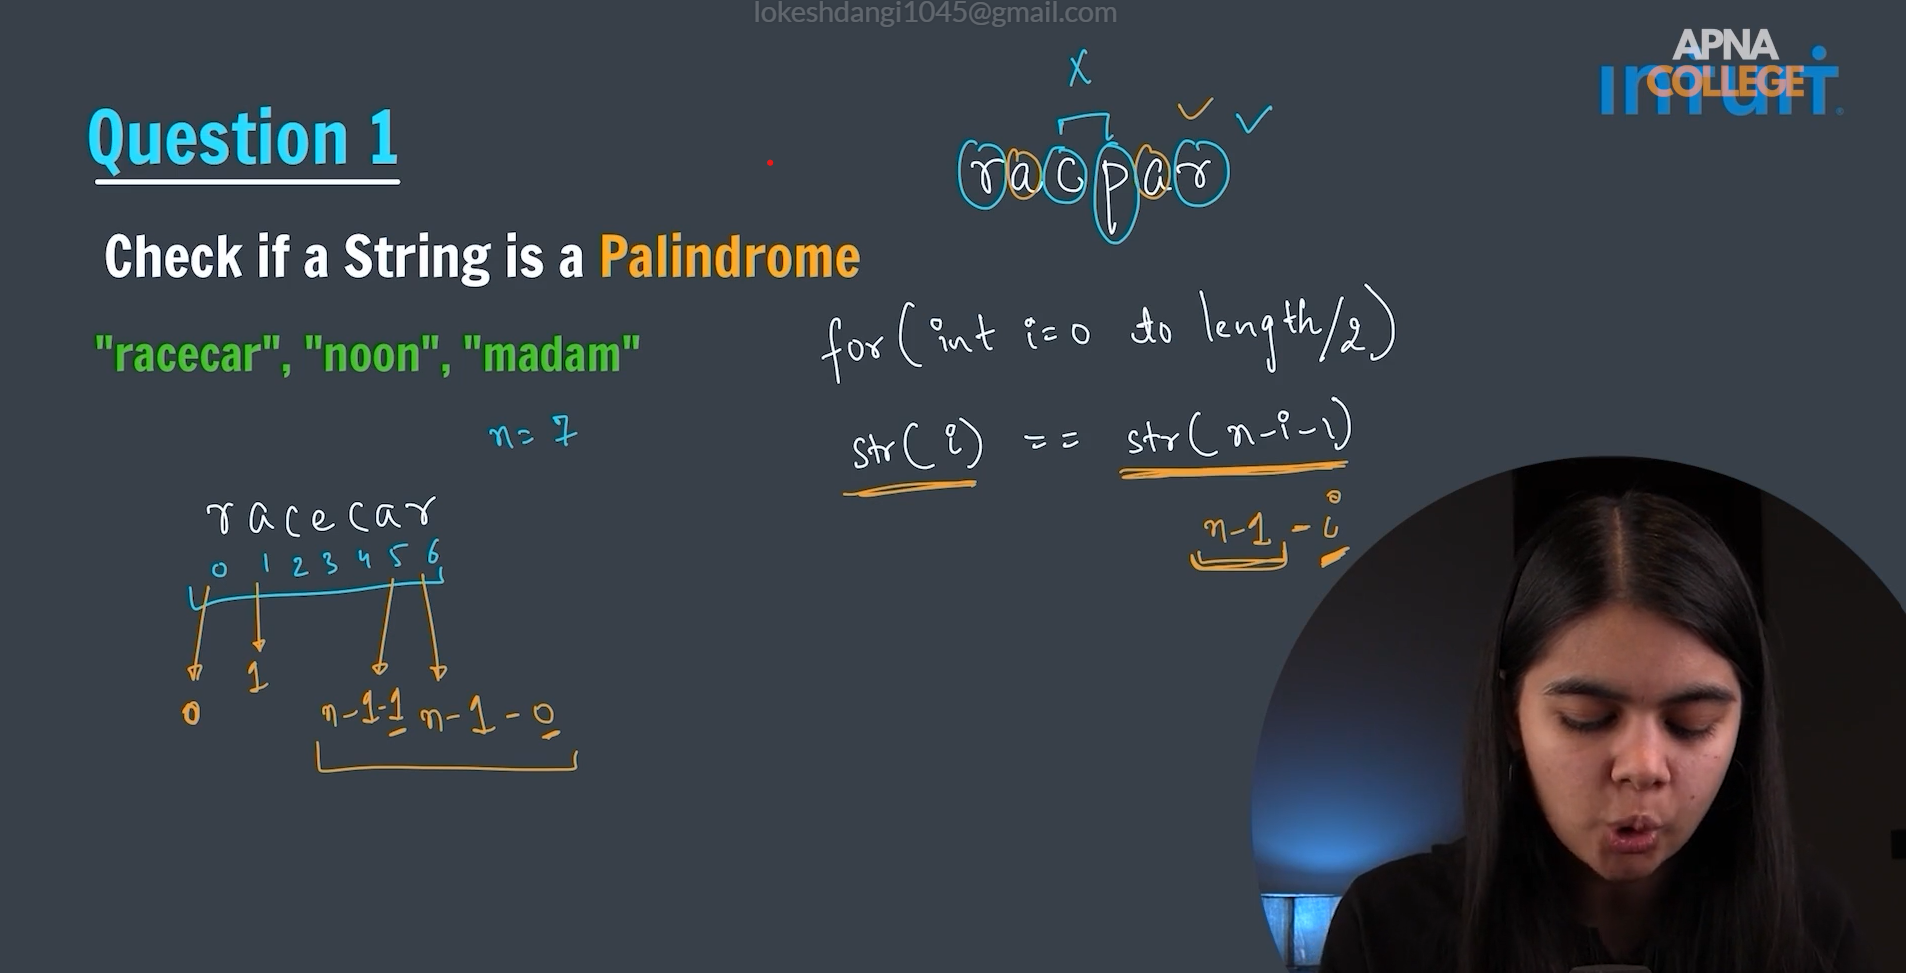 lokeshdangi1045@gmail.com
APNA
COLLEGE
intuit
Question 1
X
racpar
Check if a String is a Palindrome
"racecar", "noon", "madam"
for(int i=0 to length/2)
n=7
str(i) == str(n-i-1)
racecar
n-1-i
0 1 2 3 4 5 6
1
0
n-1-1 n-1-0